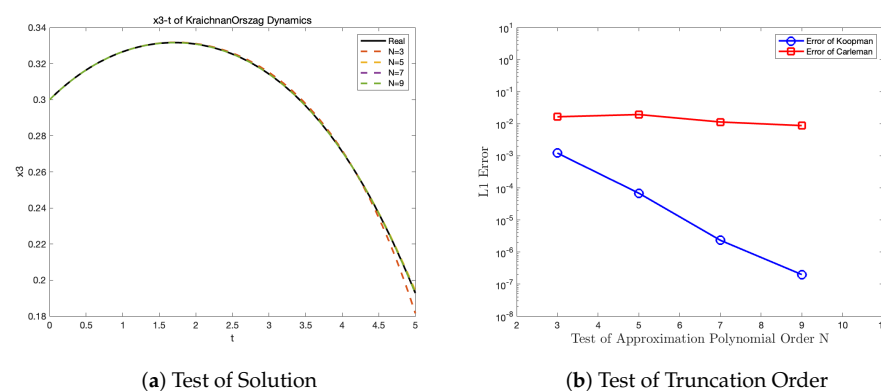 x3-t of KraichnanOrszag Dynamics
0.34
0.32
0.3
0.28
0.26
0.24
0.22
0.2
0.18
x3
0
0.5
1
1.5
2
2.5
3
3.5
4
4.5
5
t
Real
N=3
N=5
N=7
N=9
(a) Test of Solution
10^1
10^0
10^-1
10^-2
10^-3
10^-4
10^-5
10^-6
10^-7
10^-8
L1 Error
2
3
4
5
6
7
8
9
10
Test of Approximation Polynomial Order N
Error of Koopman
Error of Carleman
(b) Test of Truncation Order